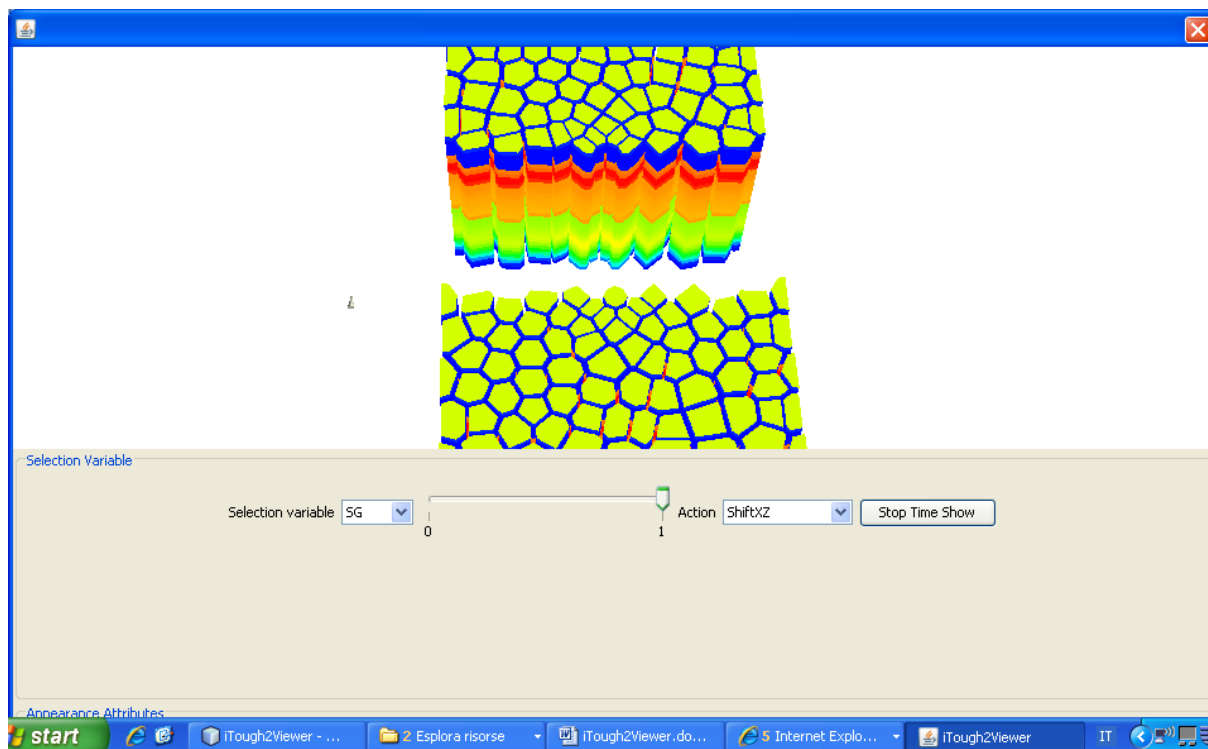 Selection Variable
Selection variable SG 0 1 Action ShiftXZ Stop Time Show
Appearance Attributes
start iTough2Viewer - ... 2 Esplora risorse iTough2Viewer.do... 5 Internet Explo... iTough2Viewer IT